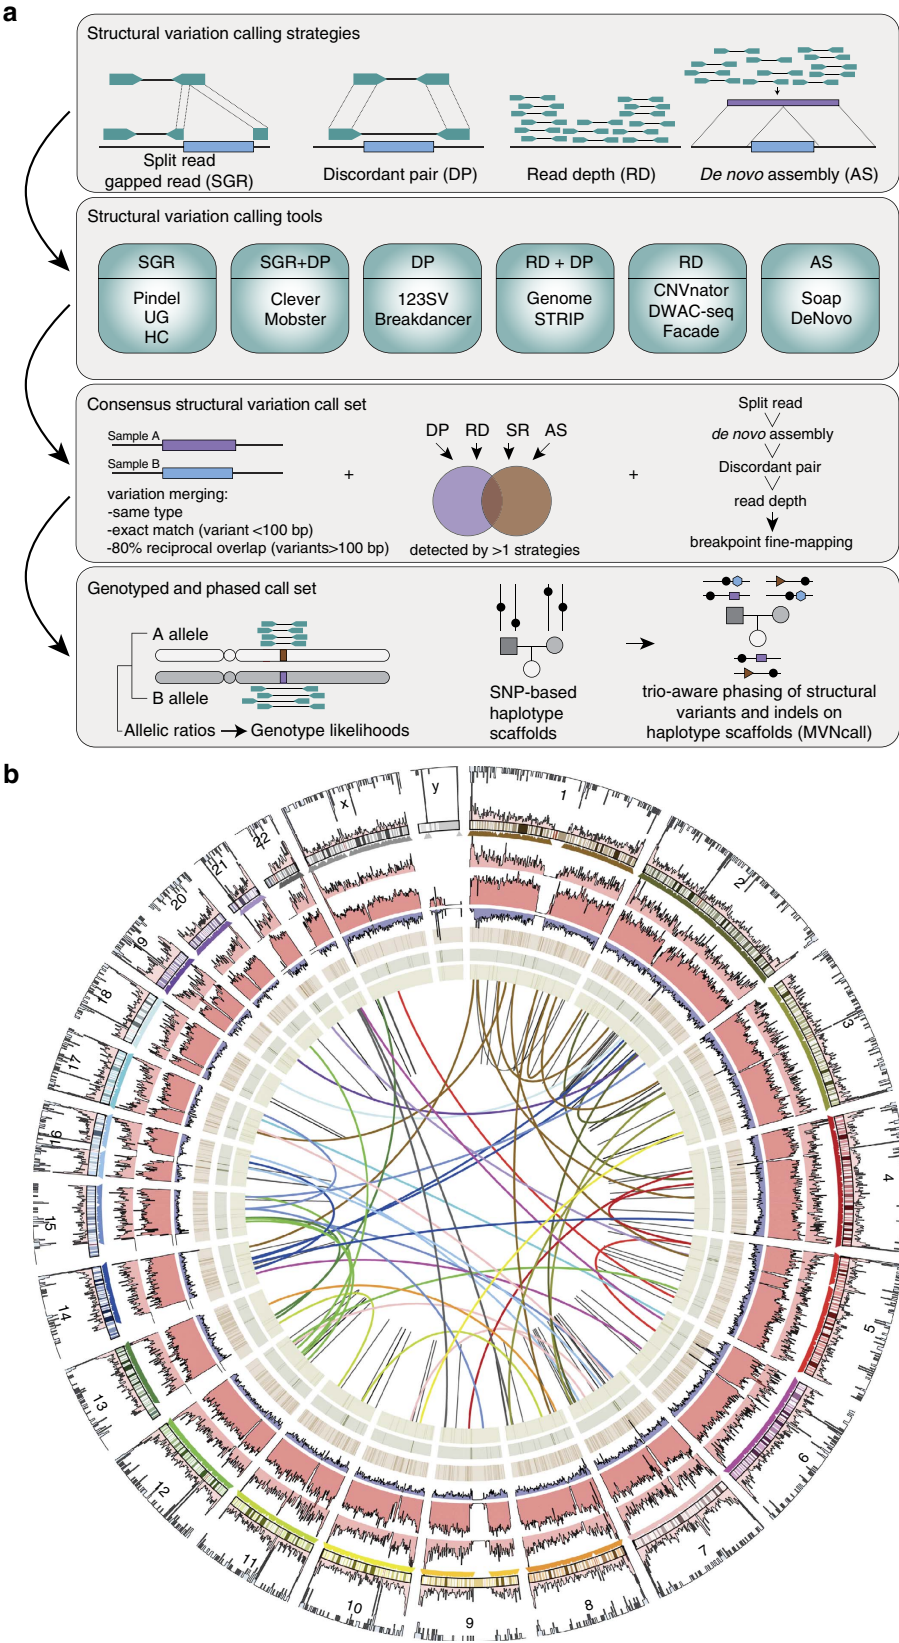 a
Structural variation calling strategies
Split read
gapped read (SGR)
Discordant pair (DP)
Read depth (RD)
De novo assembly (AS)
Structural variation calling tools
SGR
Pindel
UG
HC
SGR+DP
Clever
Mobster
DP
123SV
Breakdancer
RD + DP
Genome
STRIP
RD
CNVnator
DWAC-seq
Facade
AS
Soap
DeNovo
Consensus structural variation call set
Sample A
Sample B
variation merging:
-same type
-exact match (variant <100 bp)
-80% reciprocal overlap (variants>100 bp)
+
DP RD SR AS
detected by >1 strategies
+
Split read
de novo assembly
Discordant pair
read depth
breakpoint fine-mapping
Genotyped and phased call set
A allele
B allele
Allelic ratios
Genotype likelihoods
SNP-based
haplotype
scaffolds
trio-aware phasing of structural
variants and indels on
haplotype scaffolds (MVNcall)
b
1
2
3
4
5
6
7
8
9
10
11
12
13
14
15
16
17
18
19
20
21
22
x
y